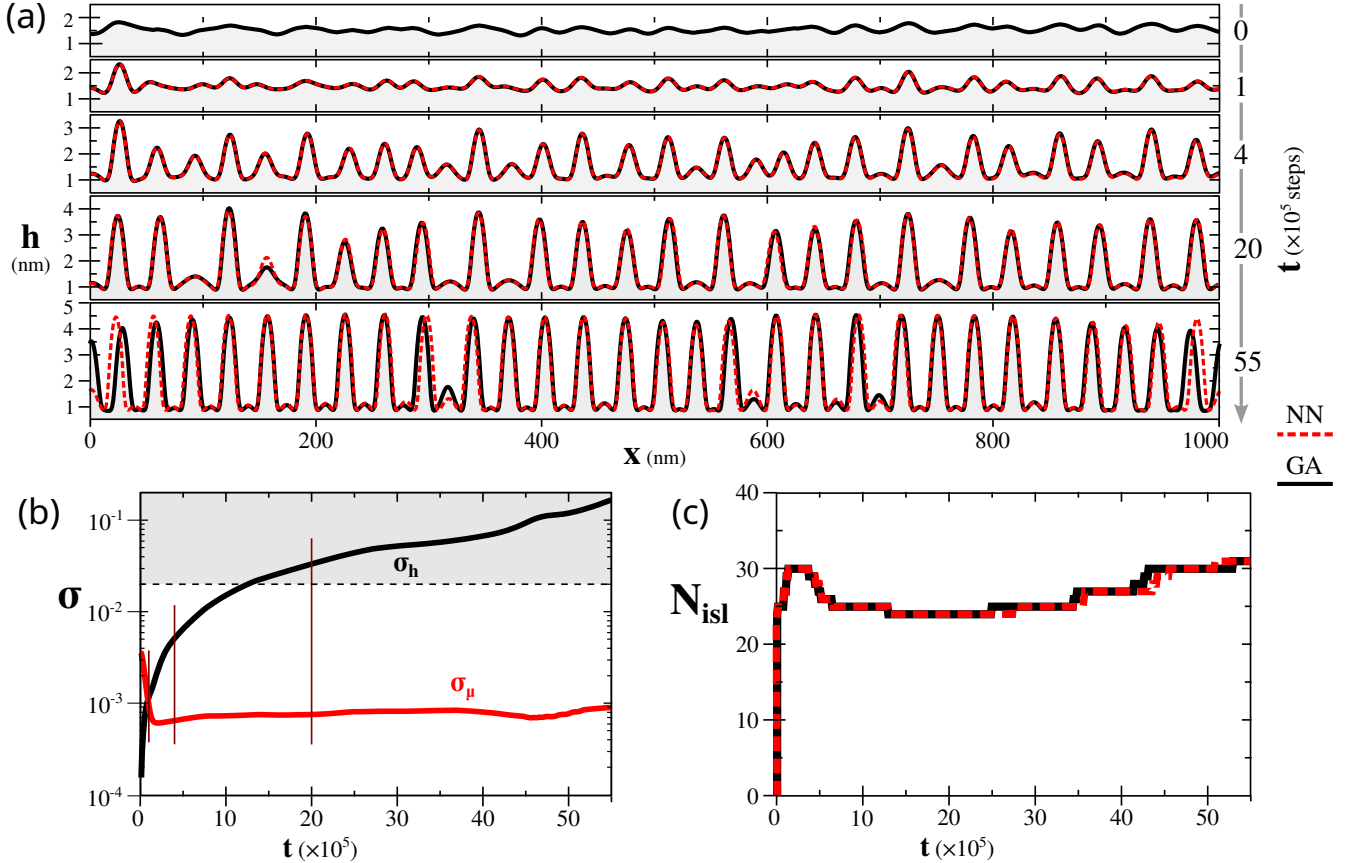 (a)
2
1
0
2
1
1
3
2
1
4
4
3
2
1
20
5
4
3
2
1
55
h
(nm)
t (×10⁵ steps)
0 200 400 600 800 1000
x (nm)
NN
GA
(b)
σ
10⁻¹
10⁻²
10⁻³
10⁻⁴
σh
σμ
0 10 20 30 40 50
t (×10⁵)
(c)
Nisl
40
30
20
10
0
0 10 20 30 40 50
t (×10⁵)